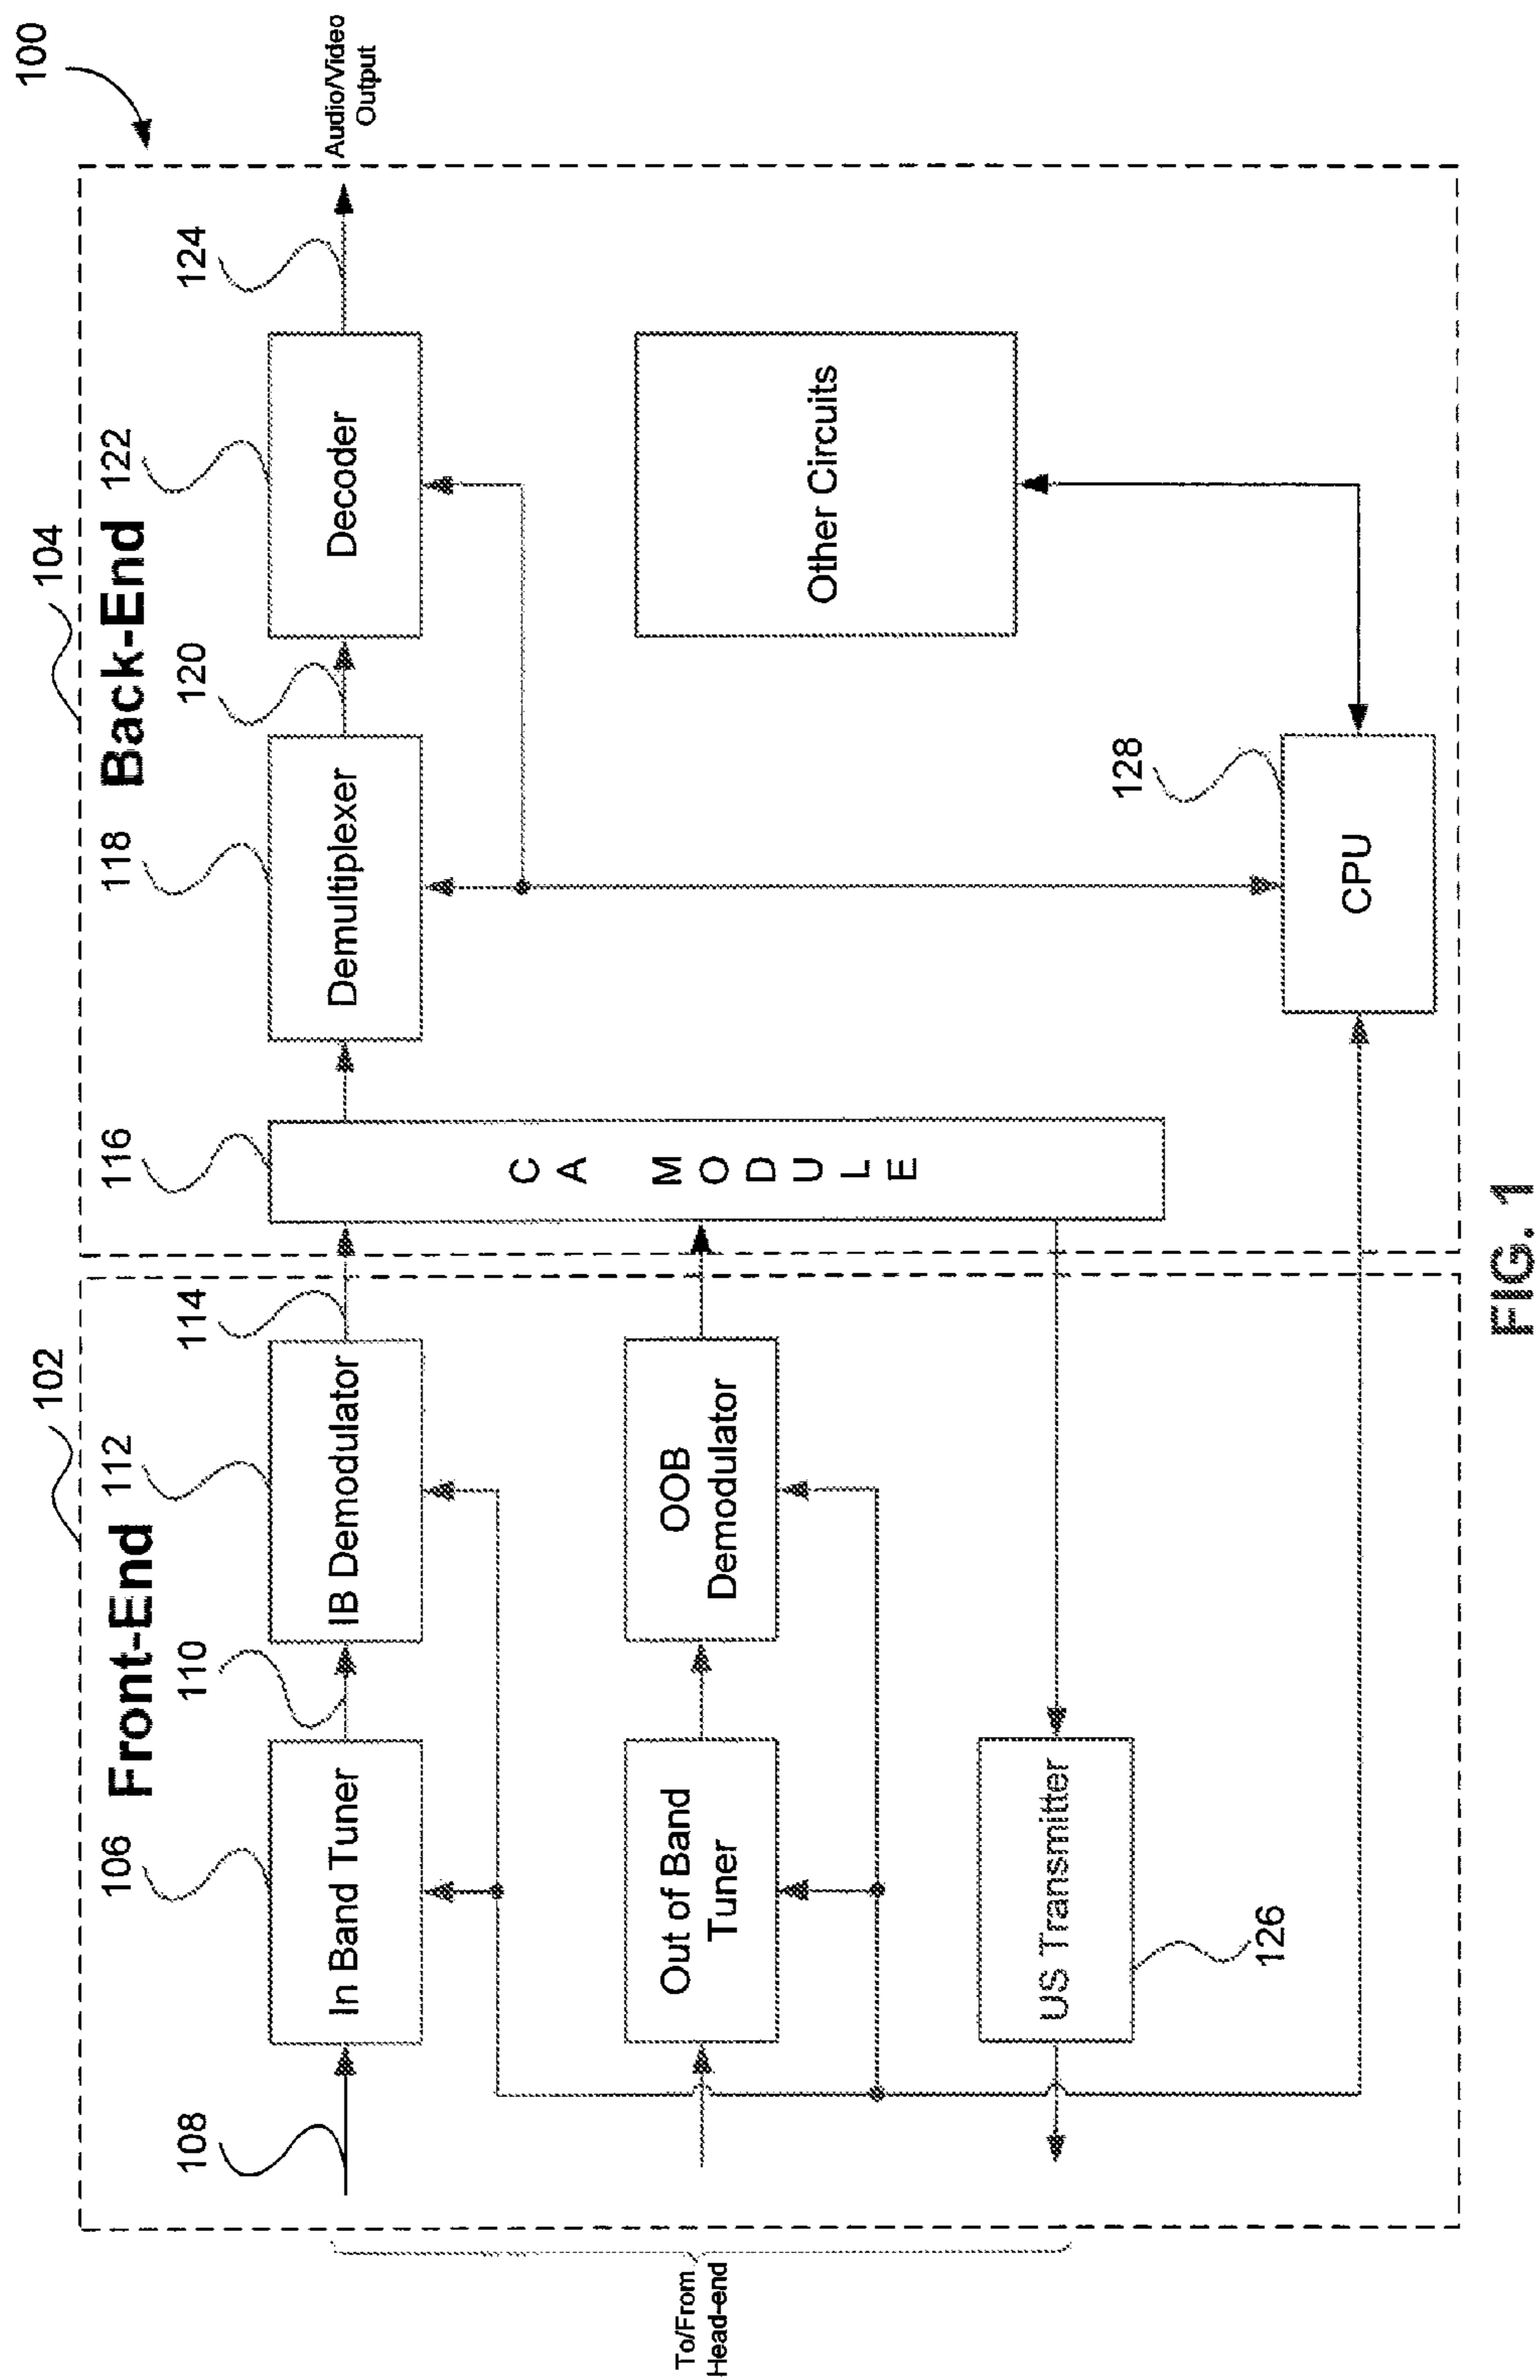 100
102
104
Front-End
Back-End
106
112
116
118
122
108
110
114
120
124
In Band Tuner
IB Demodulator
Demultiplexer
Decoder
Audio/Video
Output
CA MODULE
Out of Band
Tuner
OOB
Demodulator
Other Circuits
To/From
Head-end
US Transmitter
126
128
CPU
FIG. 1